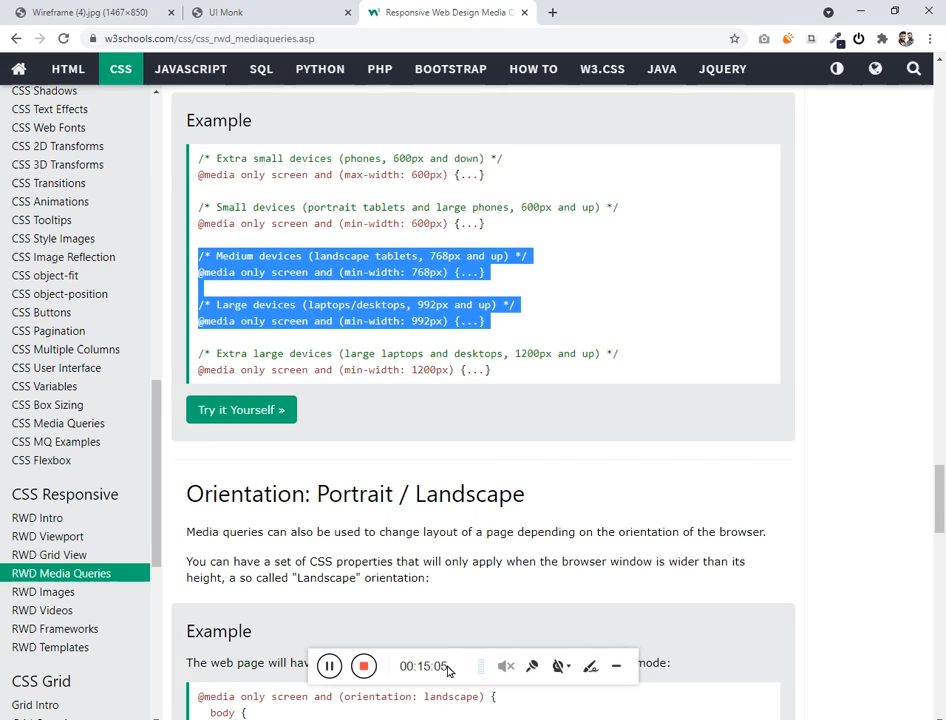 Wireframe (4).jpg (1467×850)
UI Monk
Responsive Web Design Media C
w3schools.com/css/css_rwd_mediaqueries.asp
HTML CSS JAVASCRIPT SQL PYTHON PHP BOOTSTRAP HOW TO W3.CSS JAVA JQUERY
CSS Shadows
CSS Text Effects
CSS Web Fonts
CSS 2D Transforms
CSS 3D Transforms
CSS Transitions
CSS Animations
CSS Tooltips
CSS Style Images
CSS Image Reflection
CSS object-fit
CSS object-position
CSS Buttons
CSS Pagination
CSS Multiple Columns
CSS User Interface
CSS Variables
CSS Box Sizing
CSS Media Queries
CSS MQ Examples
CSS Flexbox
CSS Responsive
RWD Intro
RWD Viewport
RWD Grid View
RWD Media Queries
RWD Images
RWD Videos
RWD Frameworks
RWD Templates
CSS Grid
Grid Intro
Example
/* Extra small devices (phones, 600px and down) */
@media only screen and (max-width: 600px) {...}
/* Small devices (portrait tablets and large phones, 600px and up) */
@media only screen and (min-width: 600px) {...}
/* Medium devices (landscape tablets, 768px and up) */
@media only screen and (min-width: 768px) {...}
/* Large devices (laptops/desktops, 992px and up) */
@media only screen and (min-width: 992px) {...}
/* Extra large devices (large laptops and desktops, 1200px and up) */
@media only screen and (min-width: 1200px) {...}
Try it Yourself »
Orientation: Portrait / Landscape
Media queries can also be used to change layout of a page depending on the orientation of the browser.
You can have a set of CSS properties that will only apply when the browser window is wider than its
height, a so called "Landscape" orientation:
Example
The web page will hav mode:
00:15:05
@media only screen and (orientation: landscape) {
body {